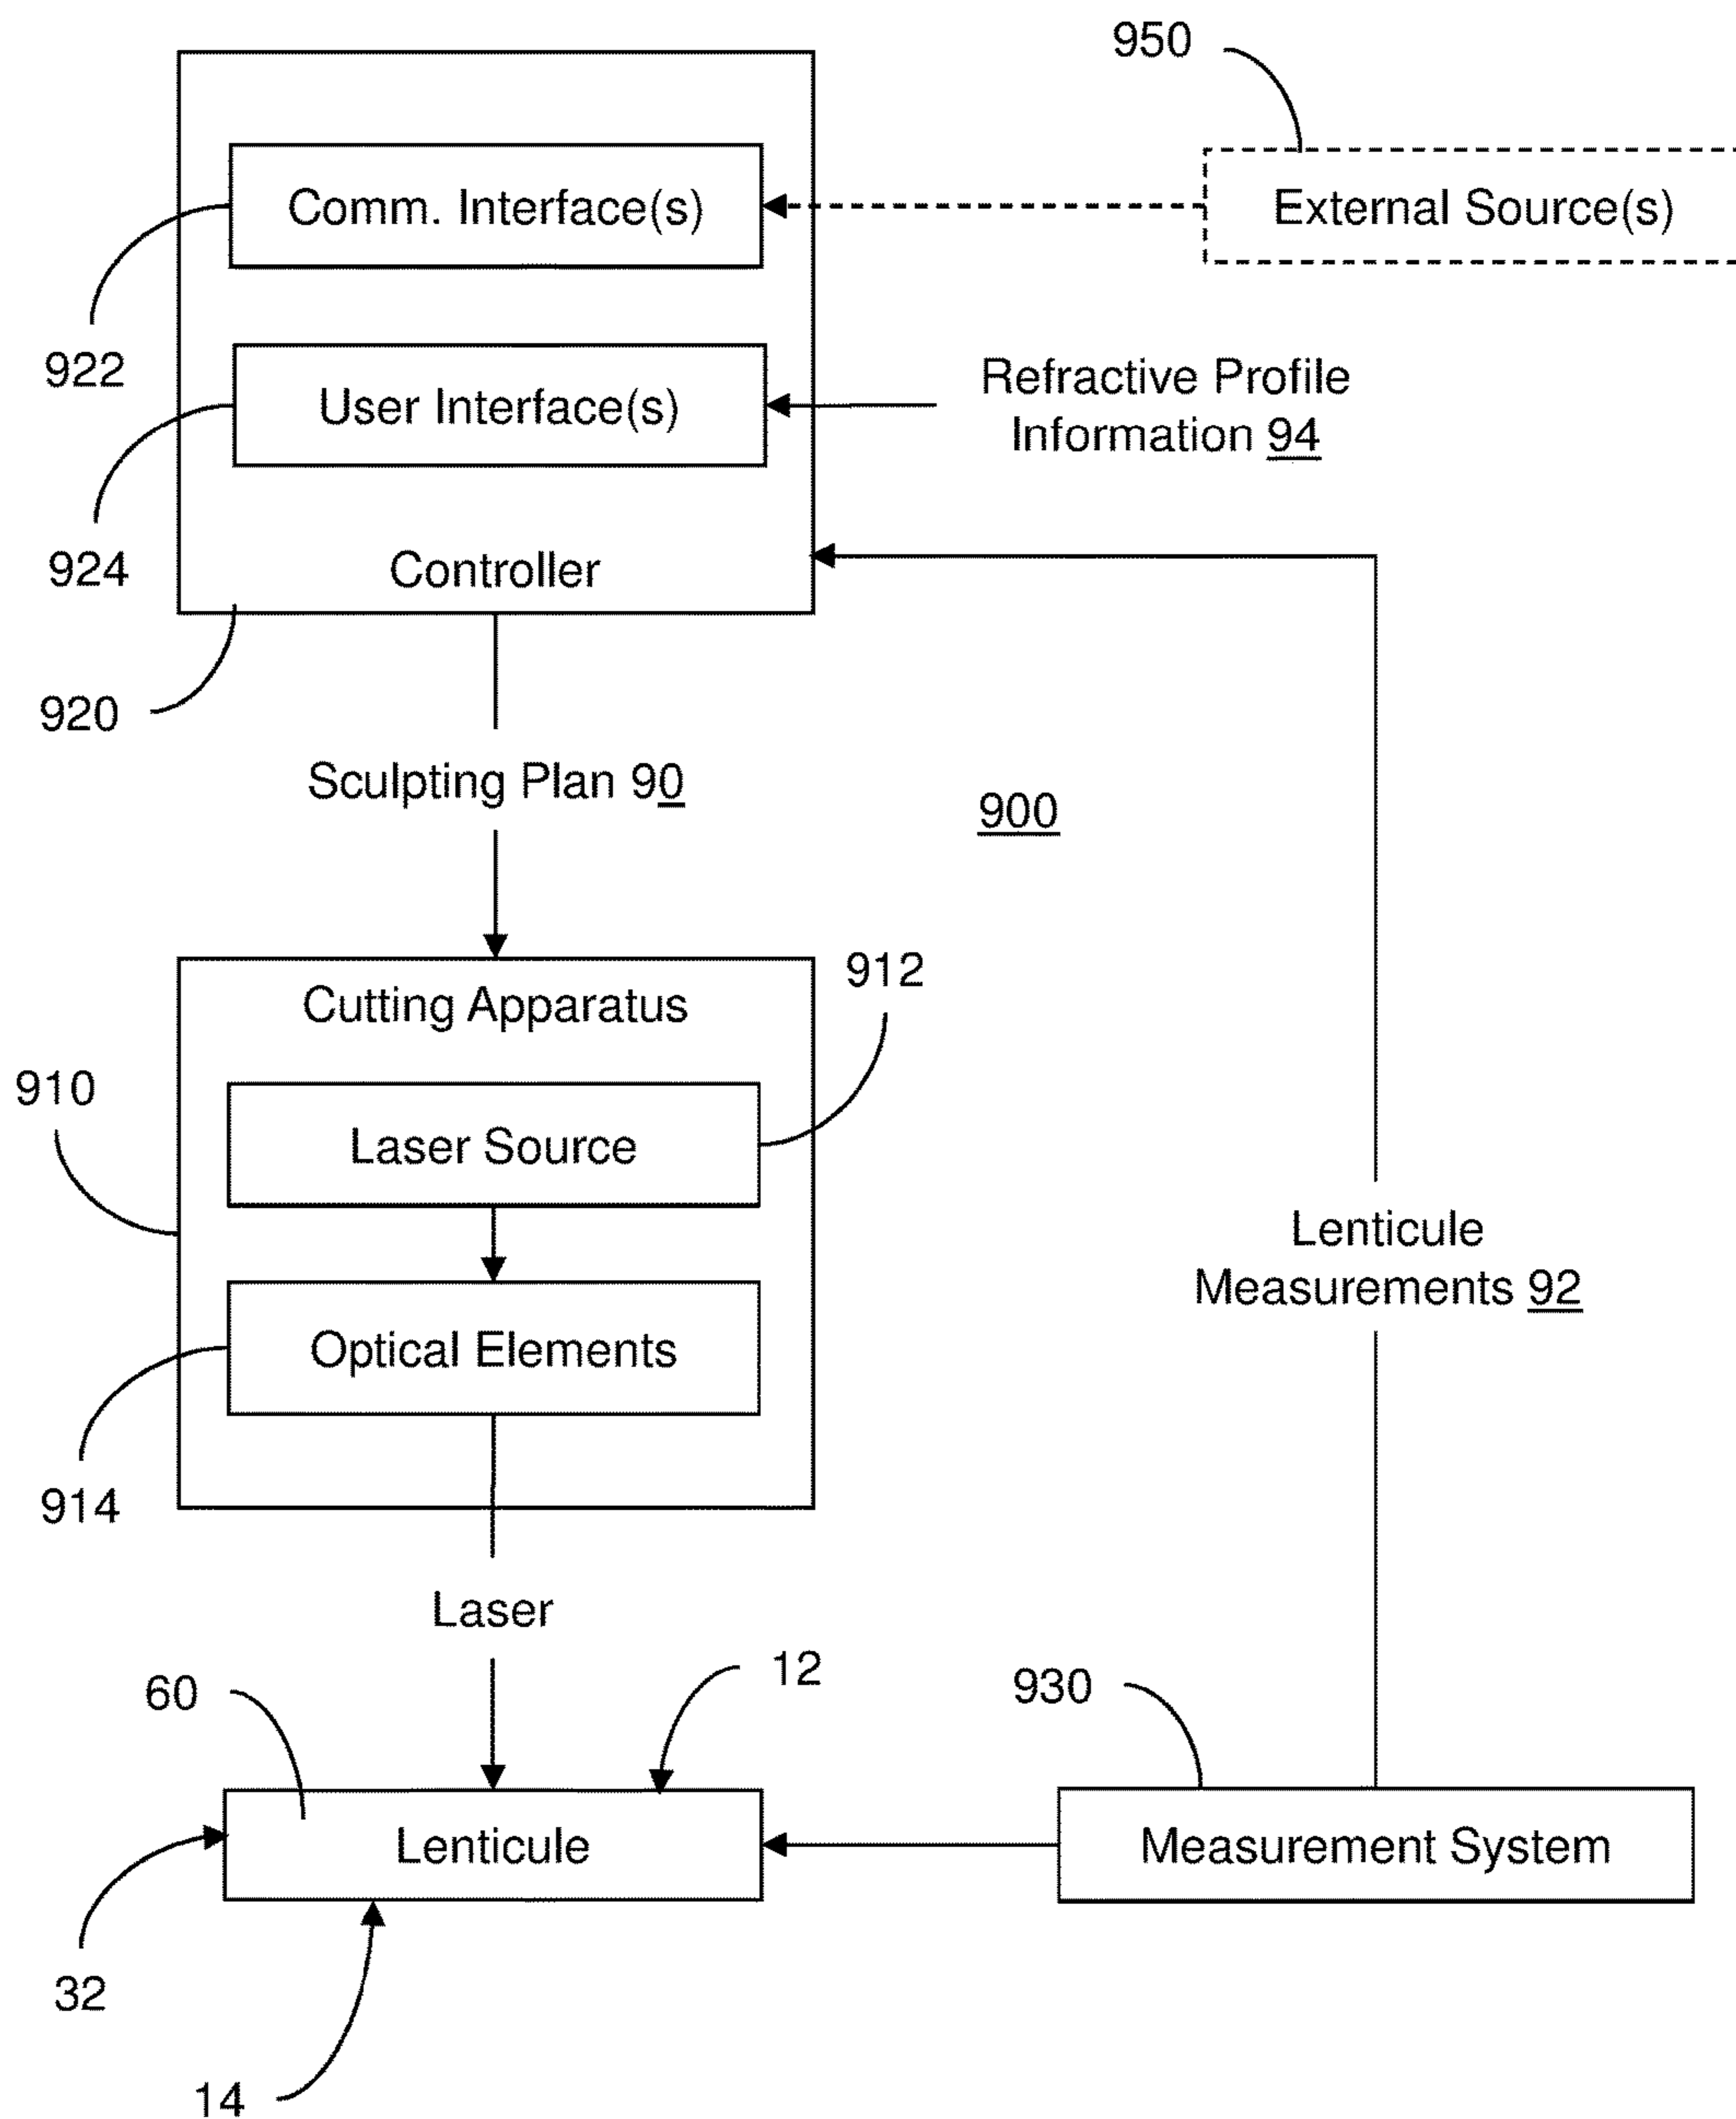 950
Comm. Interface(s)
External Source(s)
922
User Interface(s)
Refractive Profile
Information 94
924
Controller
920
Sculpting Plan 90
900
912
Cutting Apparatus
910
Laser Source
Lenticule
Measurements 92
Optical Elements
914
Laser
60
12
930
Lenticule
Measurement System
32
14